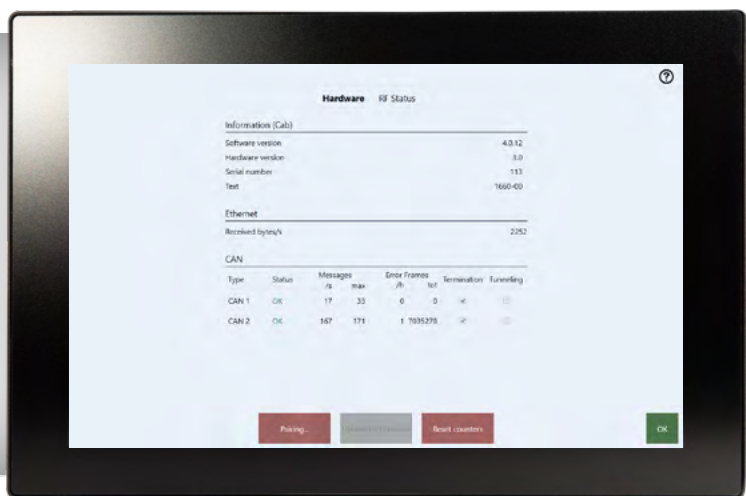 ?
Hardware RF Status
Information (Cab)
Software version 4.0.12
Hardware version 3.0
Serial number 113
Text 1660-00
Ethernet
Received bytes/s 2252
CAN
Type Status Messages Error Frames Termination Tunneling
/s max /h tot
CAN 1 OK 17 33 0 0
CAN 2 OK 167 171 1 7035278
Pairing... Reset counters OK